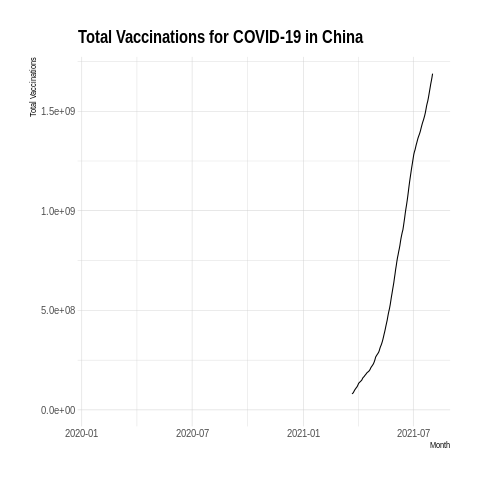 Total Vaccinations for COVID-19 in China
Total Vaccinations
1.5e+09
1.0e+09
5.0e+08
0.0e+00
2020-01 2020-07 2021-01 2021-07
Month